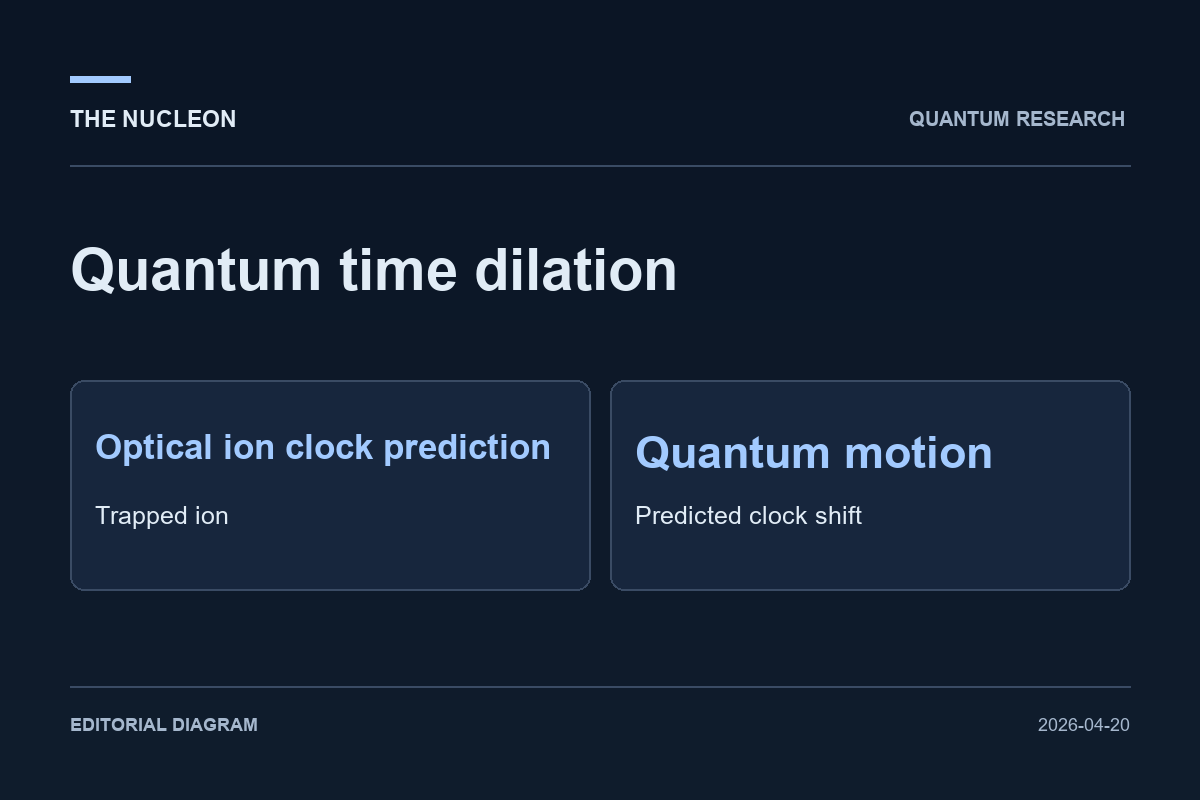 THE NUCLEON
QUANTUM RESEARCH
Quantum time dilation
Optical ion clock prediction
Trapped ion
Quantum motion
Predicted clock shift
EDITORIAL DIAGRAM
2026-04-20